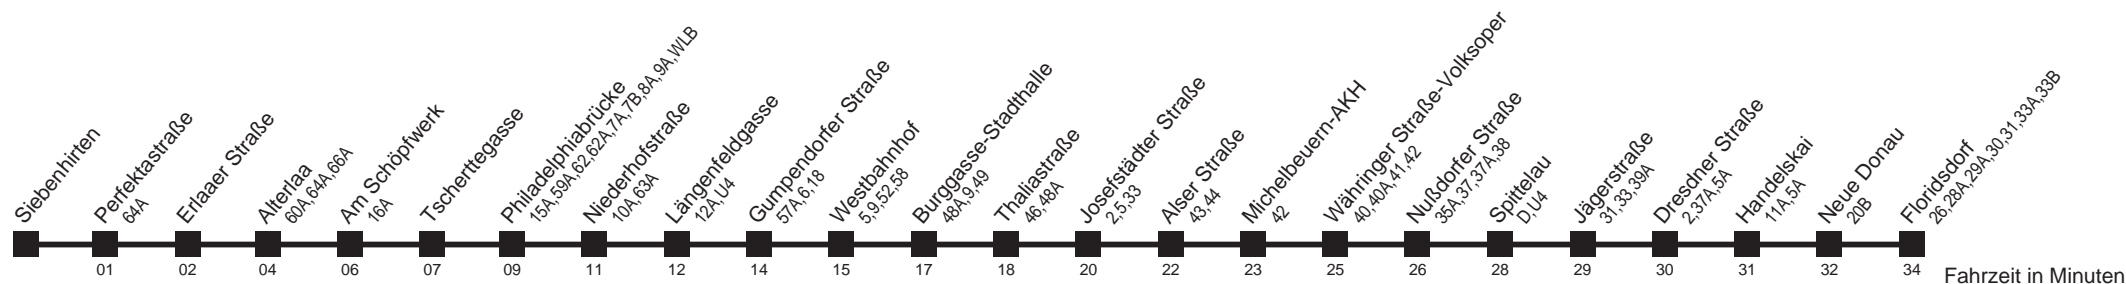 Siebenhirten
Perfektastraße
64A
Erlaaer Straße
Alterlaa
60A,64A,66A
Am Schöpfwerk
16A
Tscherttegasse
Philadelphiabrücke
15A,59A,62,62A,7A,7B,8A,9A,WLB
Niederhofstraße
10A,63A
Längenfeldgasse
12A,U4
Gumpendorfer Straße
57A,6,18
Westbahnhof
5,9,52,58
Burggasse-Stadthalle
48A,9,49
Thaliastraße
46,48A
Josefstädter Straße
2,5,33
Alser Straße
43,44
Michelbeuern-AKH
42
Währinger Straße-Volksoper
40,40A,41,42
Nußdorfer Straße
35A,37,37A,38
Spittelau
D,U4
Jägerstraße
31,33,39A
Dresdner Straße
2,37A,5A
Handelskai
11A,5A
Neue Donau
20B
Floridsdorf
26,28A,29A,30,31,33A,33B
01 02 04 06 07 09 11 12 14 15 17 18 20 22 23 25 26 28 29 30 31 32 34
Fahrzeit in Minuten